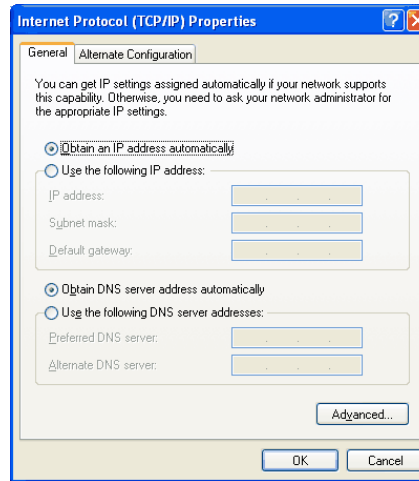 Internet Protocol (TCP/IP) Properties
General
Alternate Configuration
You can get IP settings assigned automatically if your network supports
this capability. Otherwise, you need to ask your network administrator for
the appropriate IP settings.
Obtain an IP address automatically
Use the following IP address:
IP address:
Subnet mask:
Default gateway:
Obtain DNS server address automatically
Use the following DNS server addresses:
Preferred DNS server:
Alternate DNS server:
Advanced...
OK
Cancel